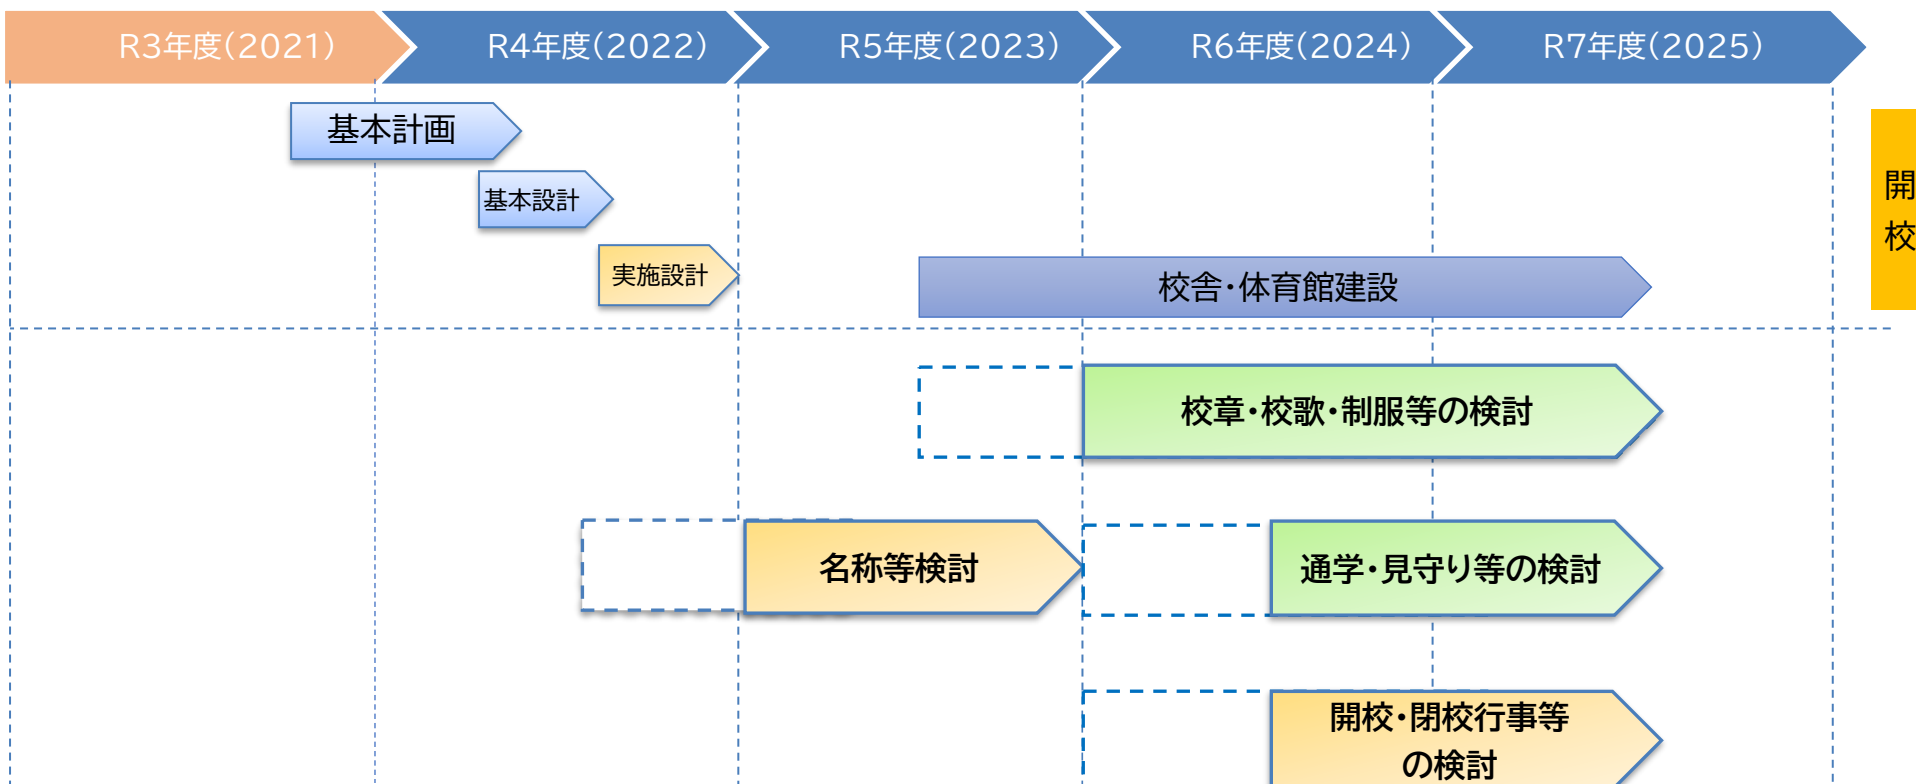 R3年度(2021)
R4年度(2022)
R5年度(2023)
R6年度(2024)
R7年度(2025)
基本計画
基本設計
実施設計
校舎・体育館建設
開
校
校章・校歌・制服等の検討
名称等検討
通学・見守り等の検討
開校・閉校行事等
の検討